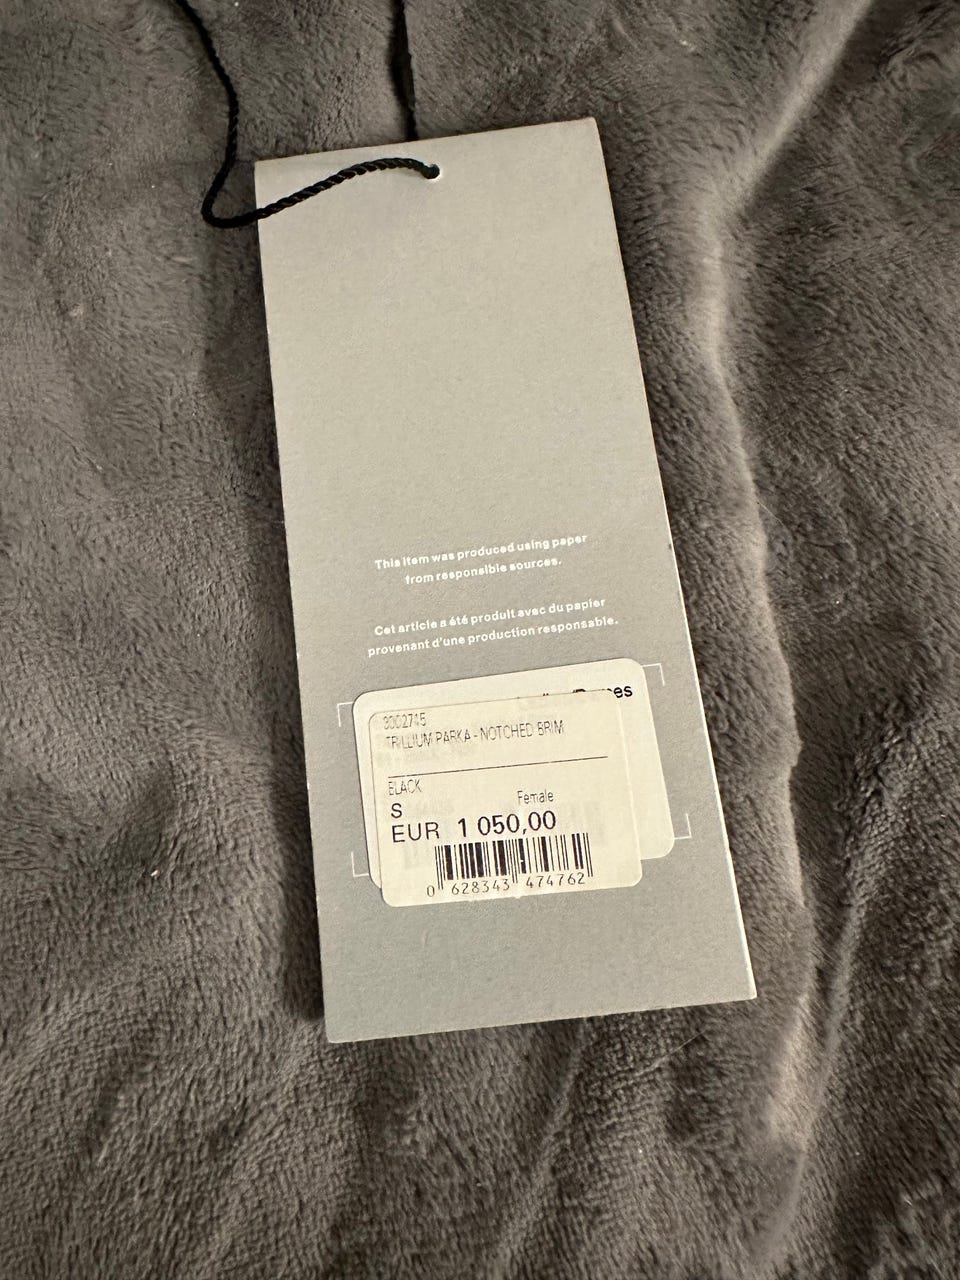 This item was produced using paper
from responsible sources.
Cet article a été produit avec du papier
provenant d'une production responsable.
TRILLIUM PARKA - NOTCHED BRIM
BLACK
S Female
EUR 1 050,00
0 628343 474762